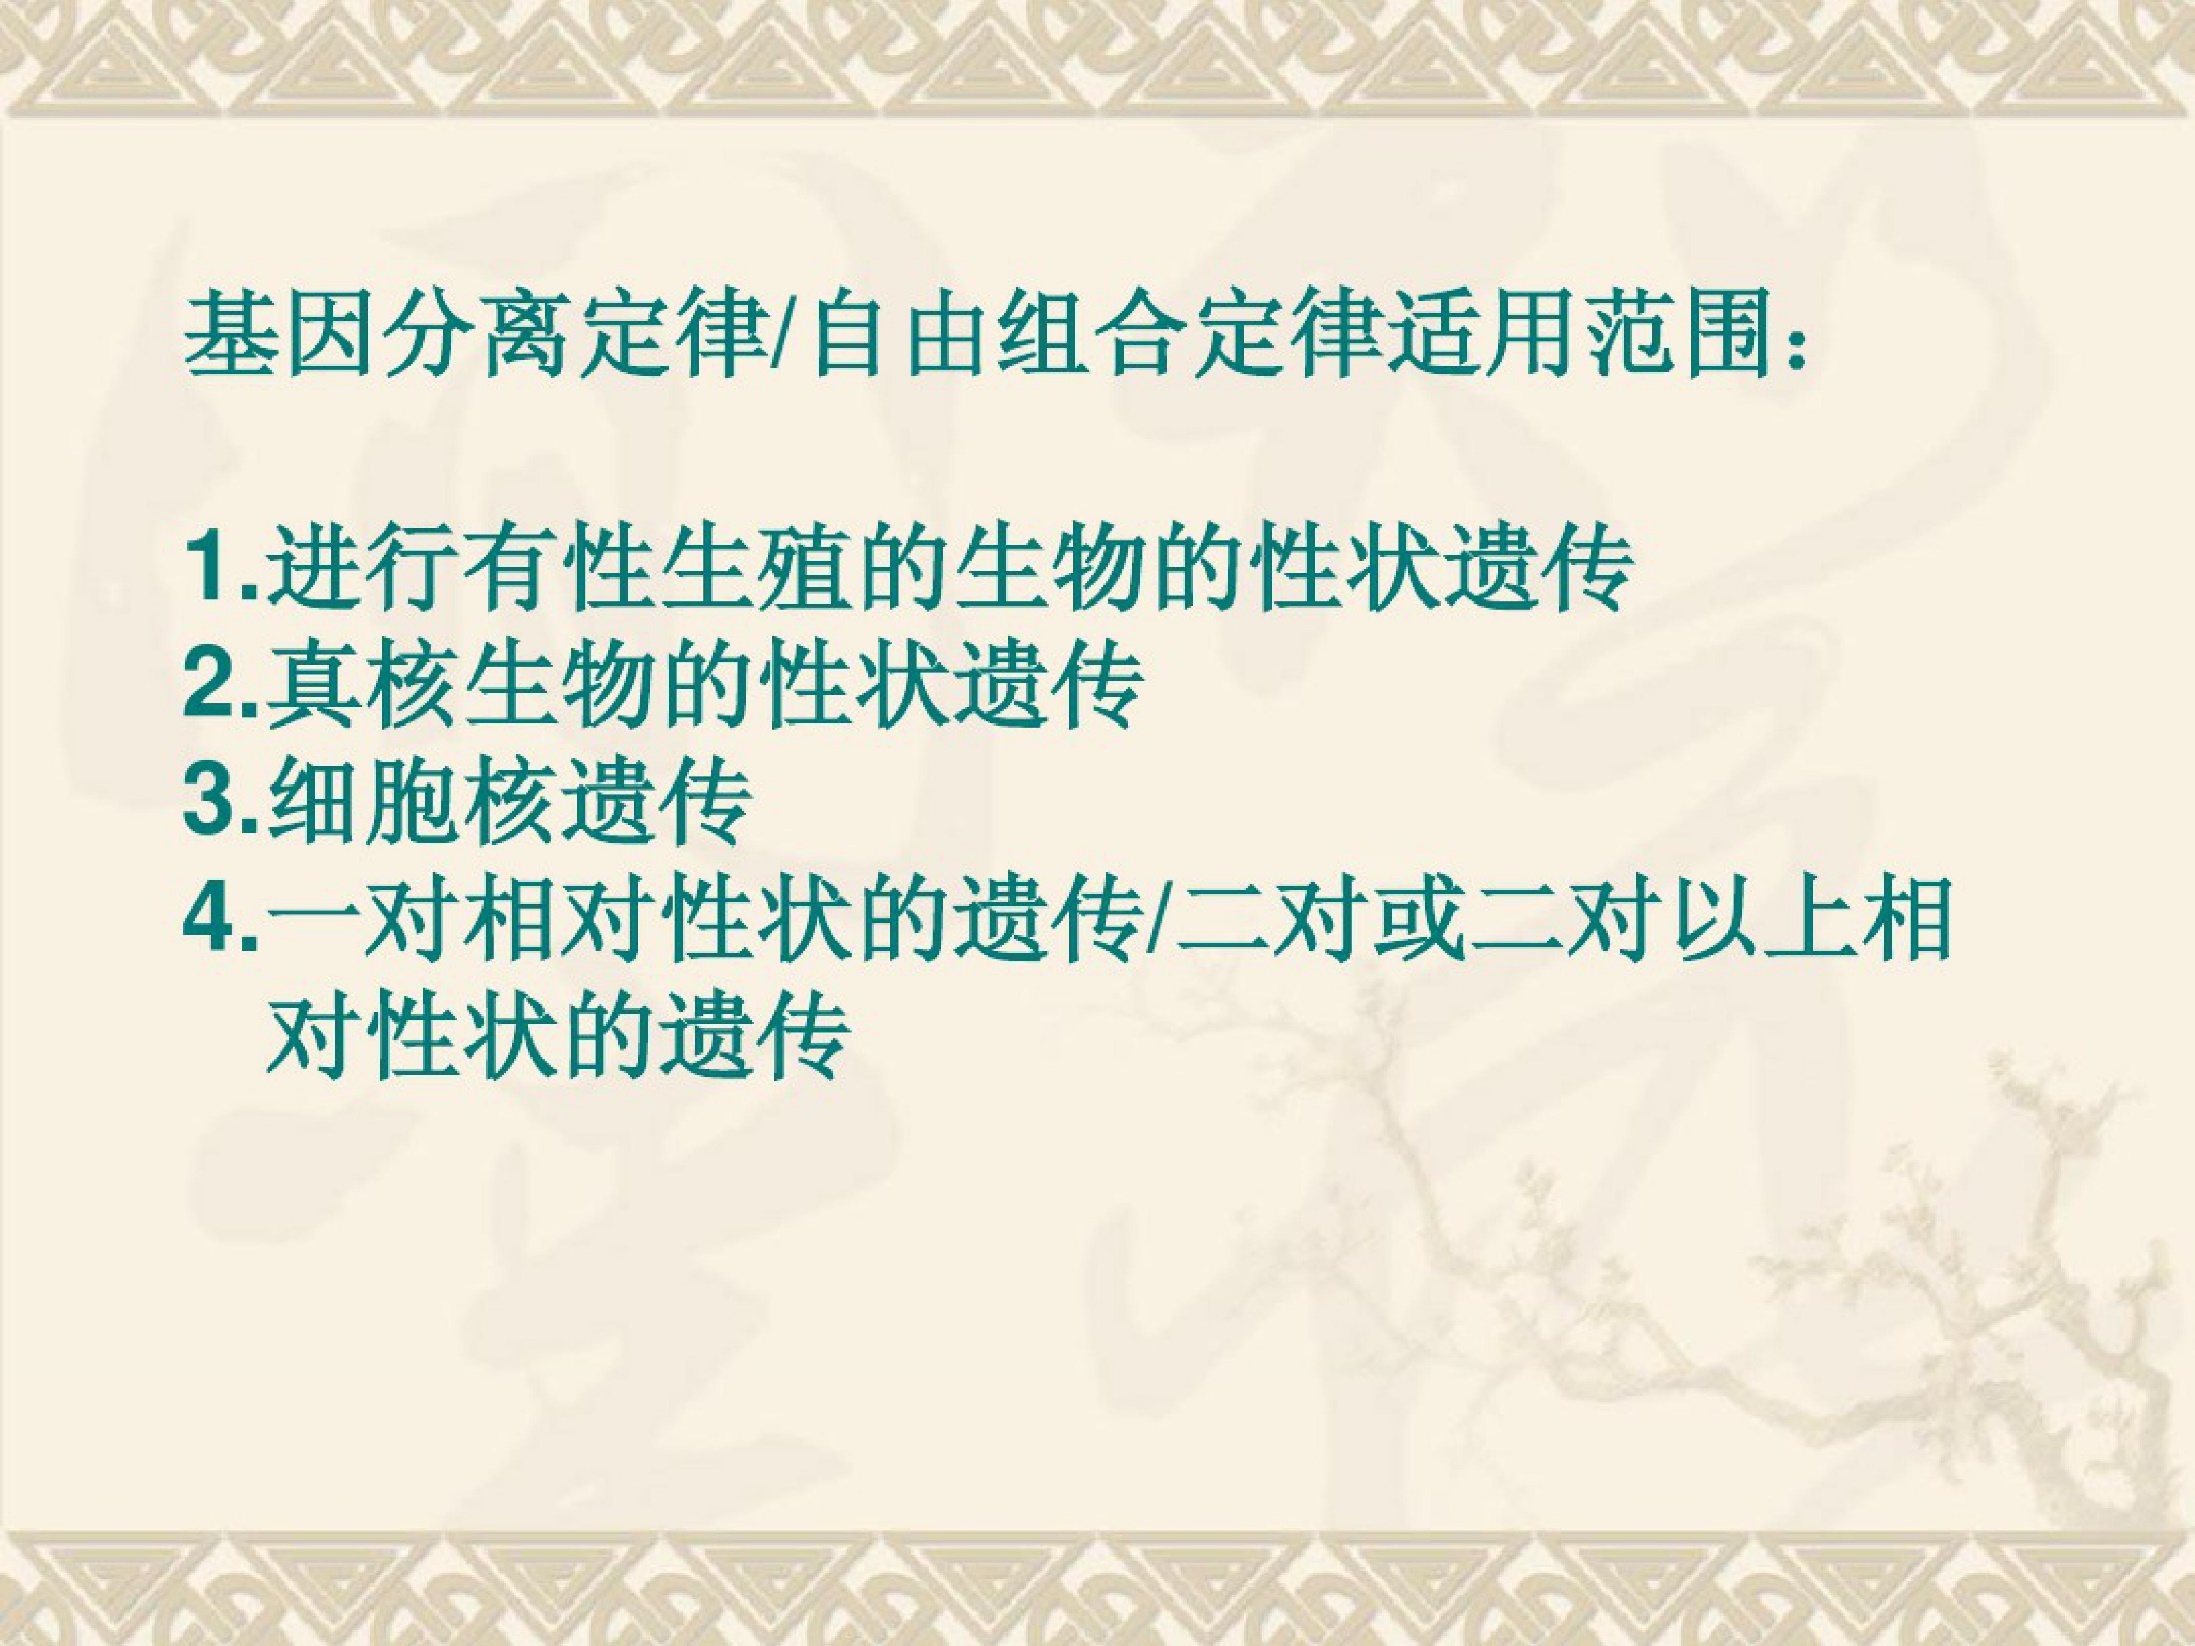 基因分离定律/自由组合定律适用范围：
1.进行有性生殖的生物的性状遗传
2.真核生物的性状遗传
3.细胞核遗传
4.一对相对性状的遗传/二对或二对以上相
对性状的遗传